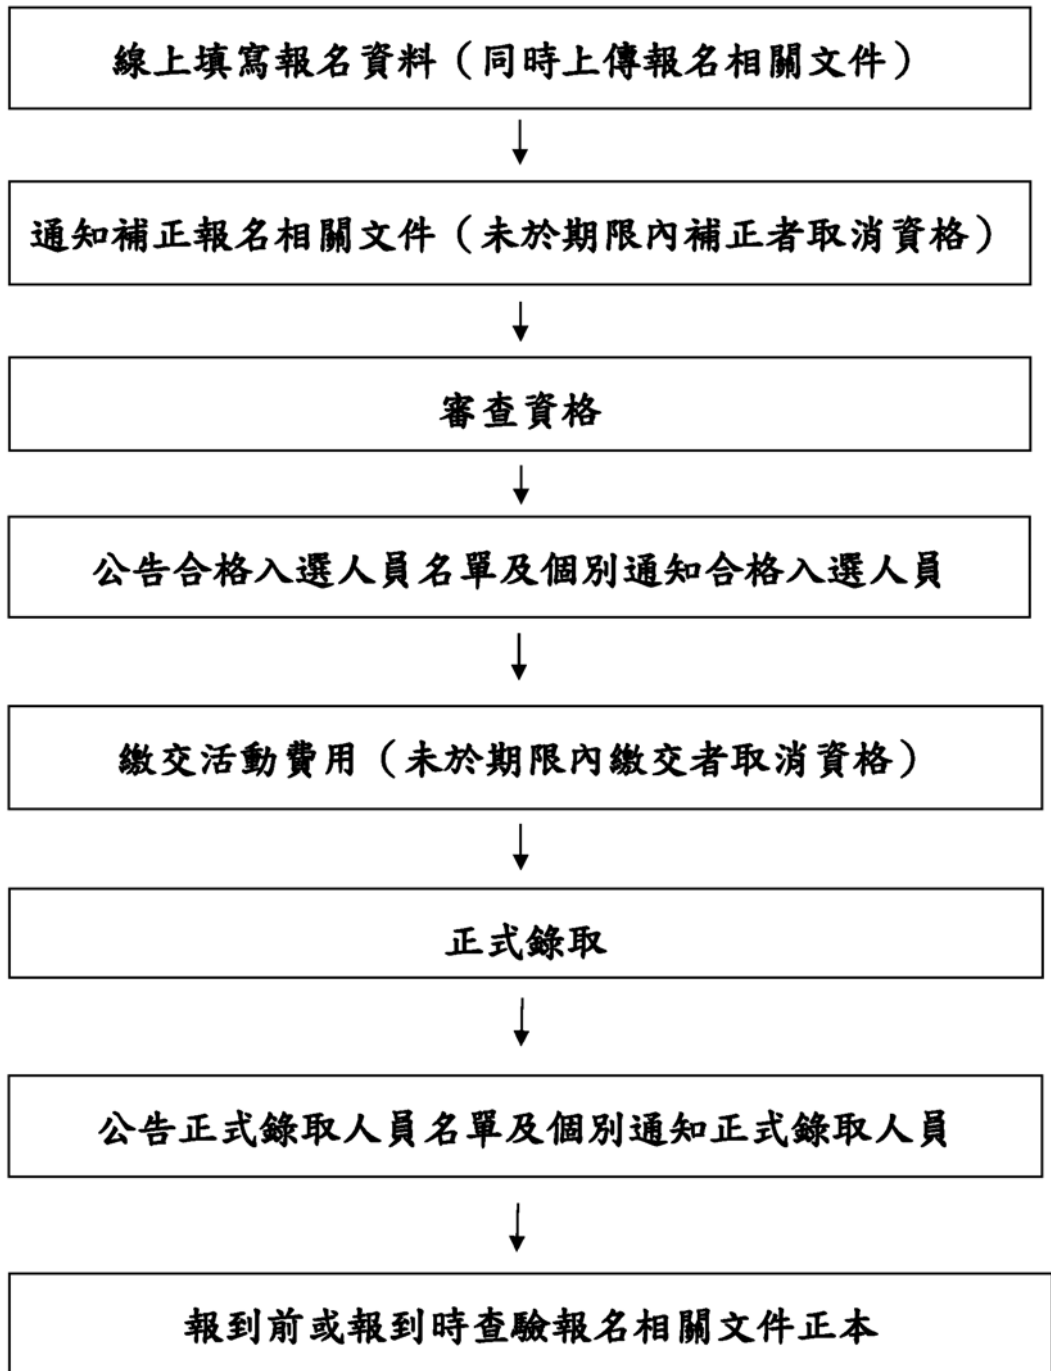 線上填寫報名資料（同時上傳報名相關文件）
通知補正報名相關文件（未於期限內補正者取消資格）
審查資格
公告合格入選人員名單及個別通知合格入選人員
繳交活動費用（未於期限內繳交者取消資格）
正式錄取
公告正式錄取人員名單及個別通知正式錄取人員
報到前或報到時查驗報名相關文件正本